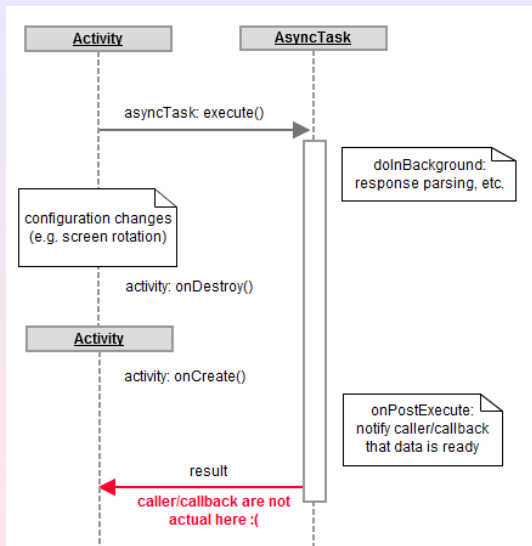 Activity
AsyncTask
asyncTask: execute()
doInBackground:
response parsing, etc.
configuration changes
(e.g. screen rotation)
activity: onDestroy()
Activity
activity: onCreate()
onPostExecute:
notify caller/callback
that data is ready
result
caller/callback are not
actual here :(